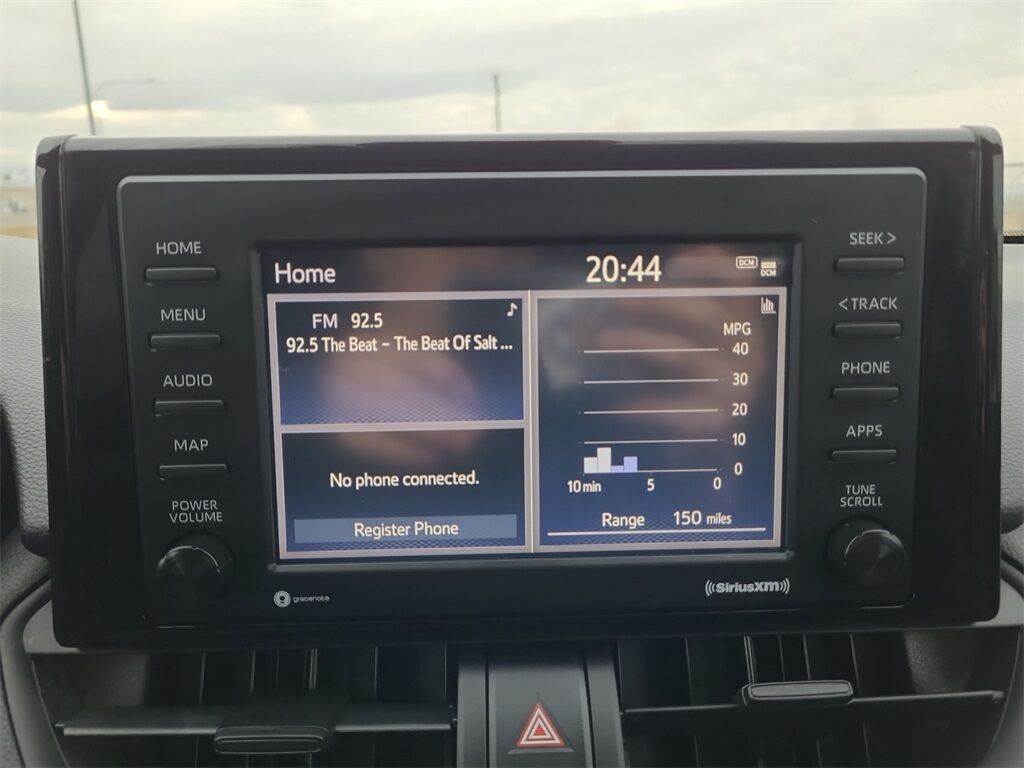 HOME
MENU
AUDIO
MAP
POWER
VOLUME
Home
20:44
DCM
DCM
FM 92.5
92.5 The Beat – The Beat Of Salt ...
No phone connected.
Register Phone
MPG
40
30
20
10
0
10 min 5 0
Range 150 miles
gracenote
((SiriusXM))
SEEK >
< TRACK
PHONE
APPS
TUNE
SCROLL